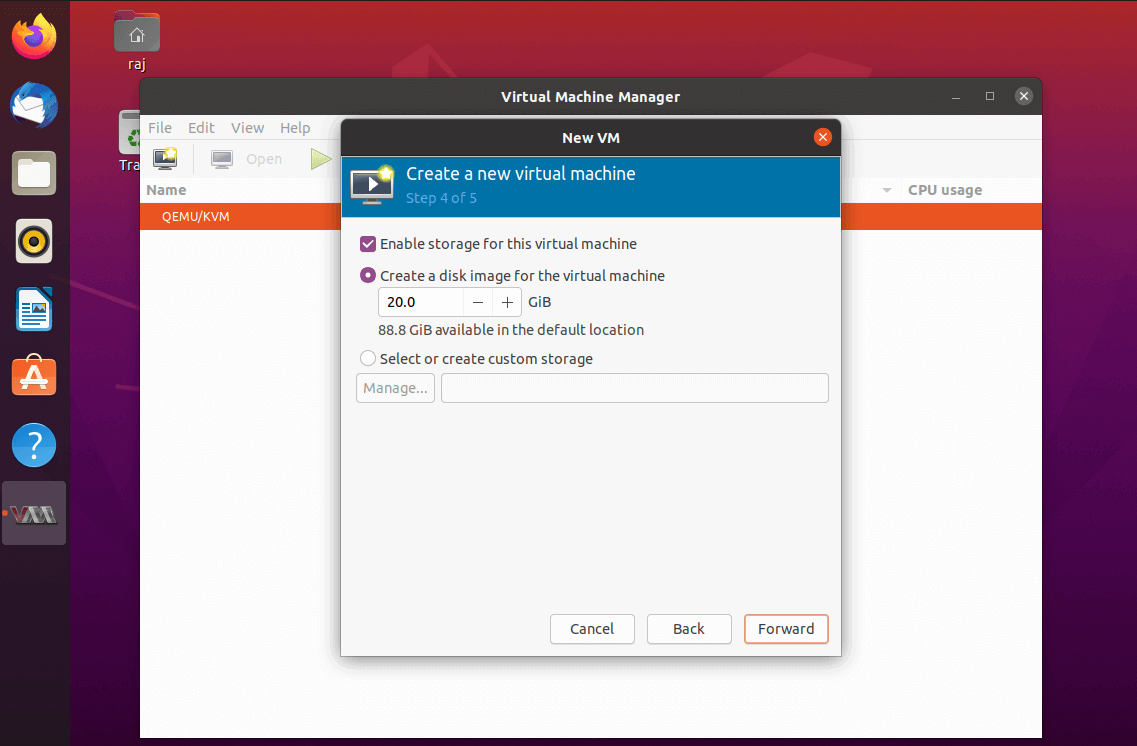 raj
Tra
Virtual Machine Manager
File Edit View Help
Open
Name CPU usage
QEMU/KVM
New VM
Create a new virtual machine
Step 4 of 5
Enable storage for this virtual machine
Create a disk image for the virtual machine
20.0 − + GiB
88.8 GiB available in the default location
Select or create custom storage
Manage...
Cancel Back Forward
?
VM